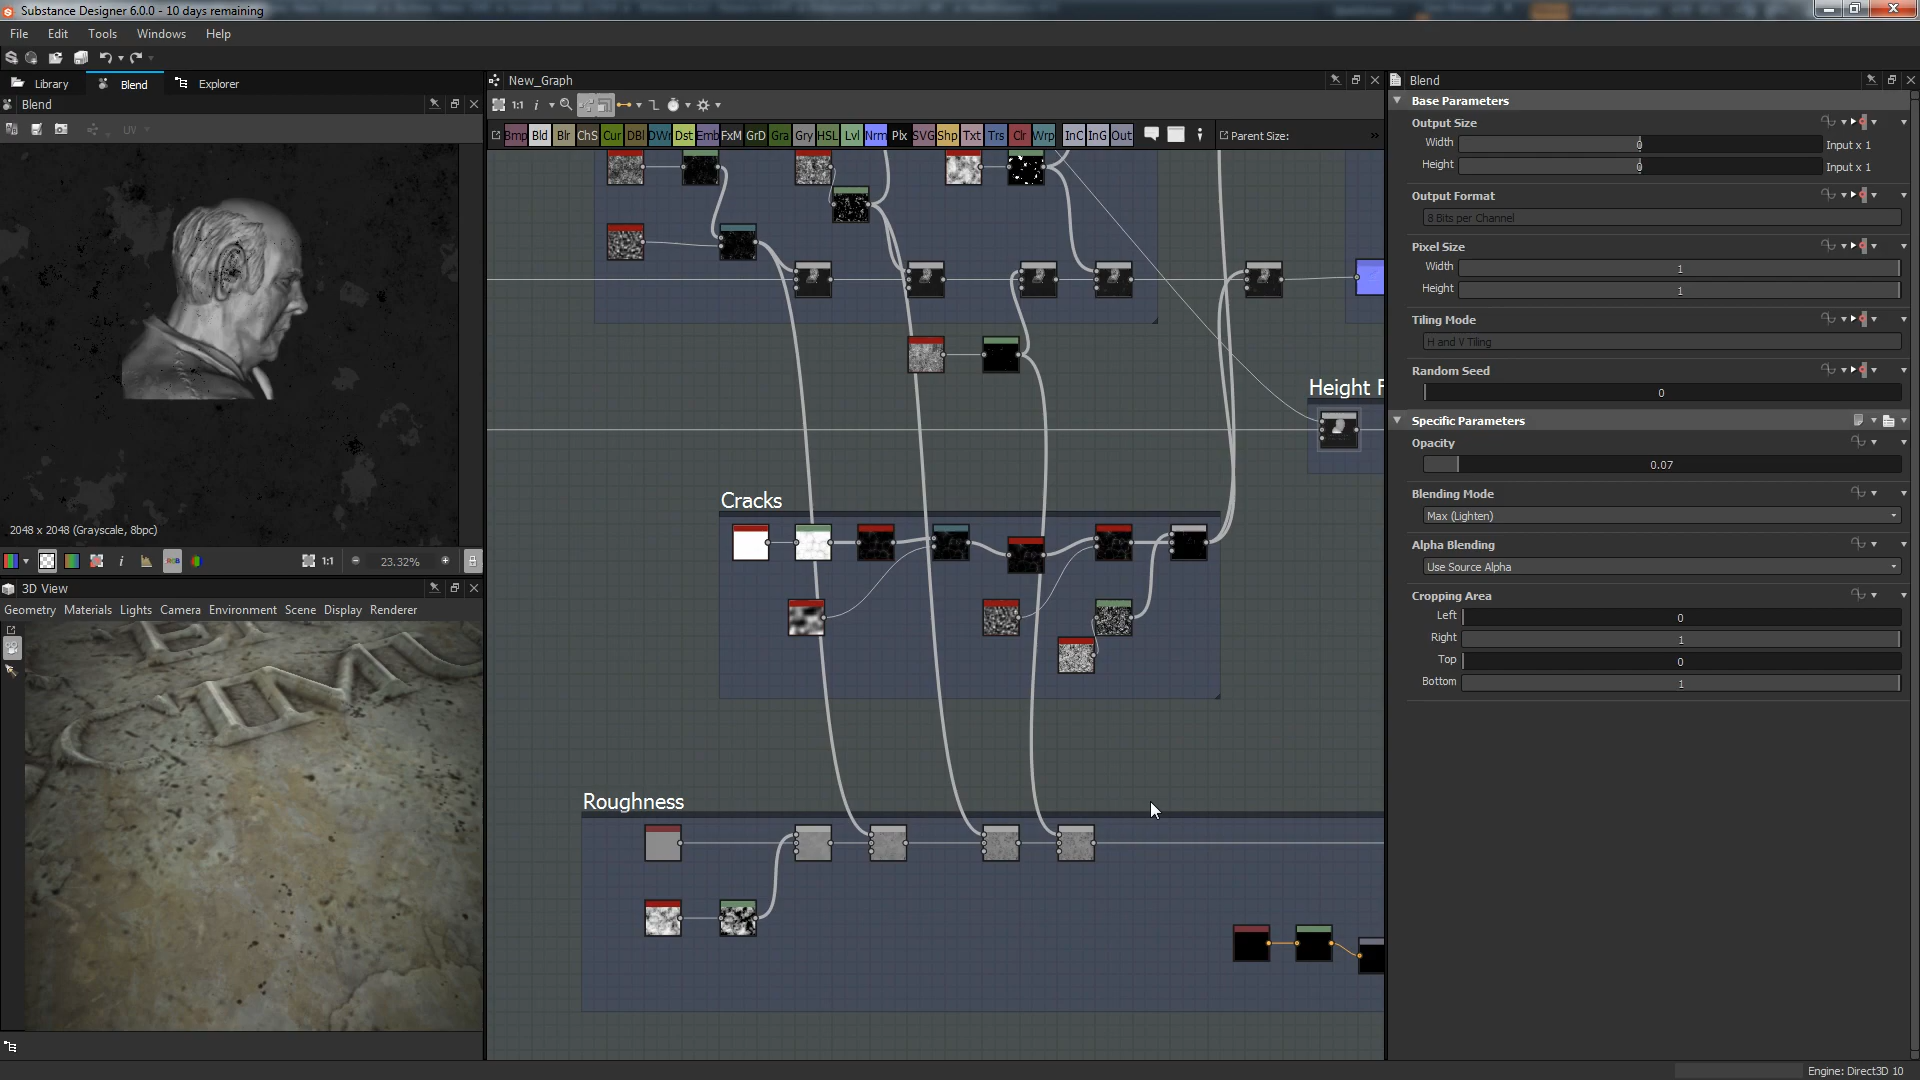 Substance Designer 6.0.0 - 10 days remaining
File Edit Tools Windows Help
Library Blend Explorer
Blend
UV
2048 x 2048 (Grayscale, 8bpc)
1:1 23.32%
3D View
Geometry Materials Lights Camera Environment Scene Display Renderer
New_Graph
1:1
Bmp Bld Blr ChS Cur DBl DWr Dst Emb FxM GrD Gra Gry HSL Lvl Nrm Plx SVG Shp Txt Trs Clr Wrp InC InG Out Parent Size: »
Height F
Cracks
Roughness
Blend
Base Parameters
Output Size
Width 0 Input x 1
Height 0 Input x 1
Output Format
8 Bits per Channel
Pixel Size
Width 1
Height 1
Tiling Mode
H and V Tiling
Random Seed
0
Specific Parameters
Opacity
0.07
Blending Mode
Max (Lighten)
Alpha Blending
Use Source Alpha
Cropping Area
Left 0
Right 1
Top 0
Bottom 1
Engine: Direct3D 10